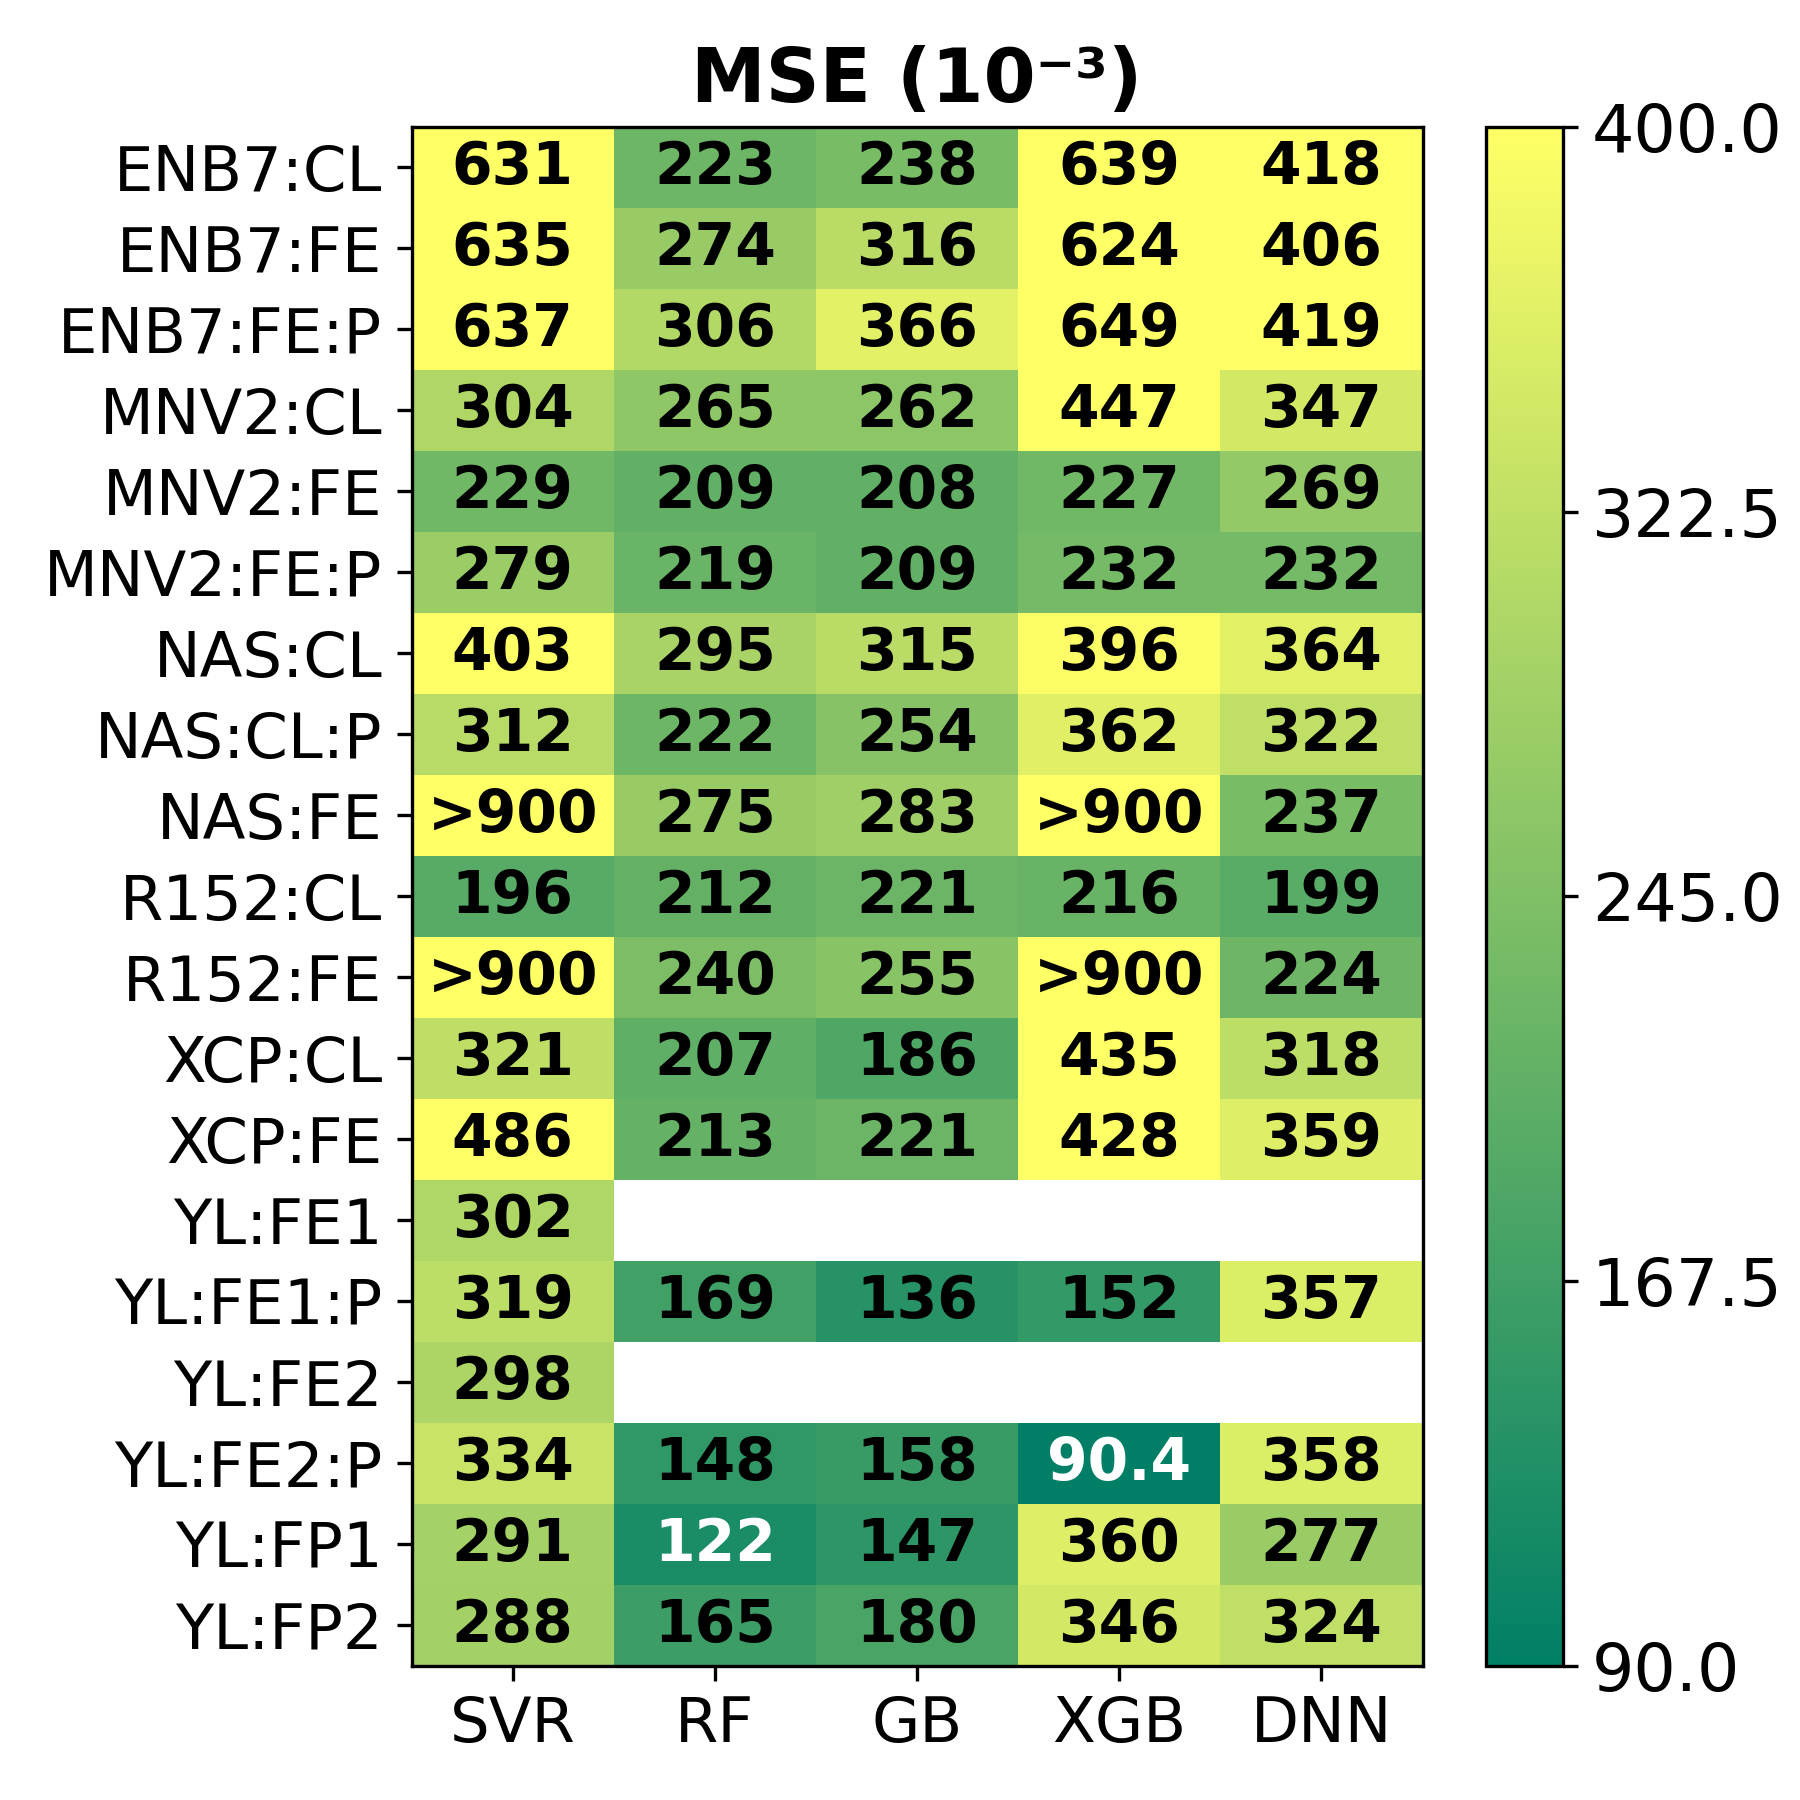 MSE (10⁻³)
ENB7:CL 631 223 238 639 418
ENB7:FE 635 274 316 624 406
ENB7:FE:P 637 306 366 649 419
MNV2:CL 304 265 262 447 347
MNV2:FE 229 209 208 227 269
MNV2:FE:P 279 219 209 232 232
NAS:CL 403 295 315 396 364
NAS:CL:P 312 222 254 362 322
NAS:FE >900 275 283 >900 237
R152:CL 196 212 221 216 199
R152:FE >900 240 255 >900 224
XCP:CL 321 207 186 435 318
XCP:FE 486 213 221 428 359
YL:FE1 302
YL:FE1:P 319 169 136 152 357
YL:FE2 298
YL:FE2:P 334 148 158 90.4 358
YL:FP1 291 122 147 360 277
YL:FP2 288 165 180 346 324
SVR RF GB XGB DNN
400.0
322.5
245.0
167.5
90.0